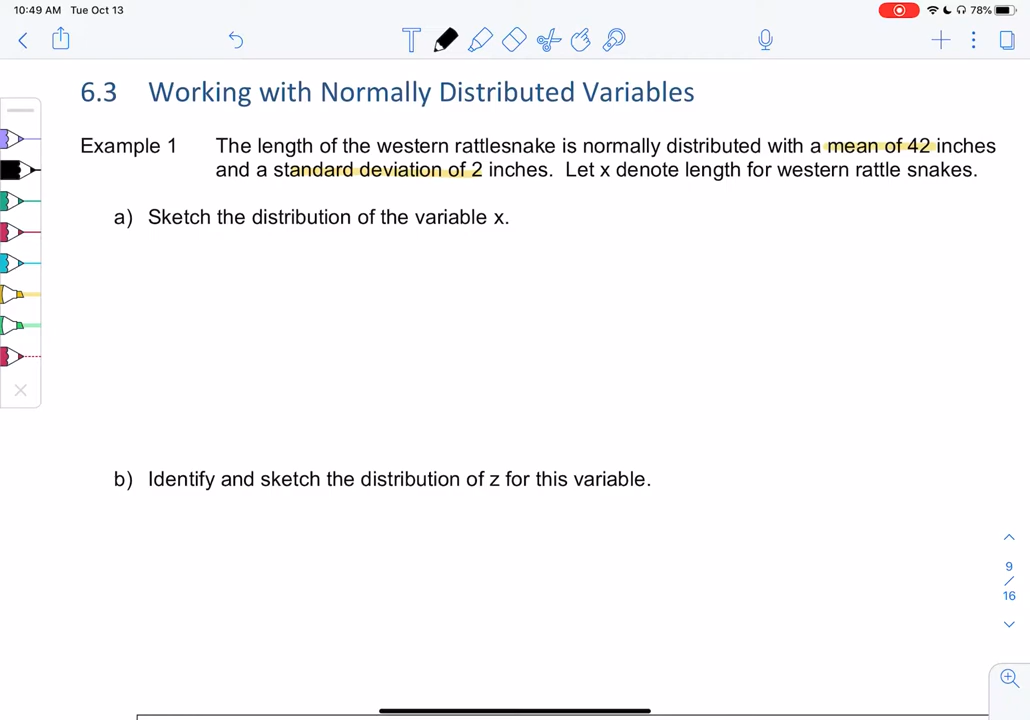 10:49 AM Tue Oct 13
78%
T
6.3 Working with Normally Distributed Variables
Example 1 The length of the western rattlesnake is normally distributed with a mean of 42 inches
and a standard deviation of 2 inches. Let x denote length for western rattle snakes.
a) Sketch the distribution of the variable x.
b) Identify and sketch the distribution of z for this variable.
9
/
16